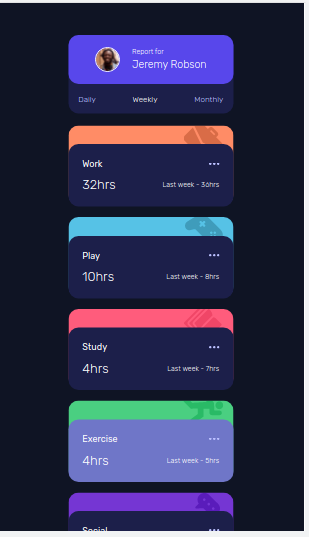 Report for
Jeremy Robson
Daily Weekly Monthly
Work
32hrs Last week - 36hrs
Play
10hrs Last week - 8hrs
Study
4hrs Last week - 7hrs
Exercise
4hrs Last week - 5hrs
Social